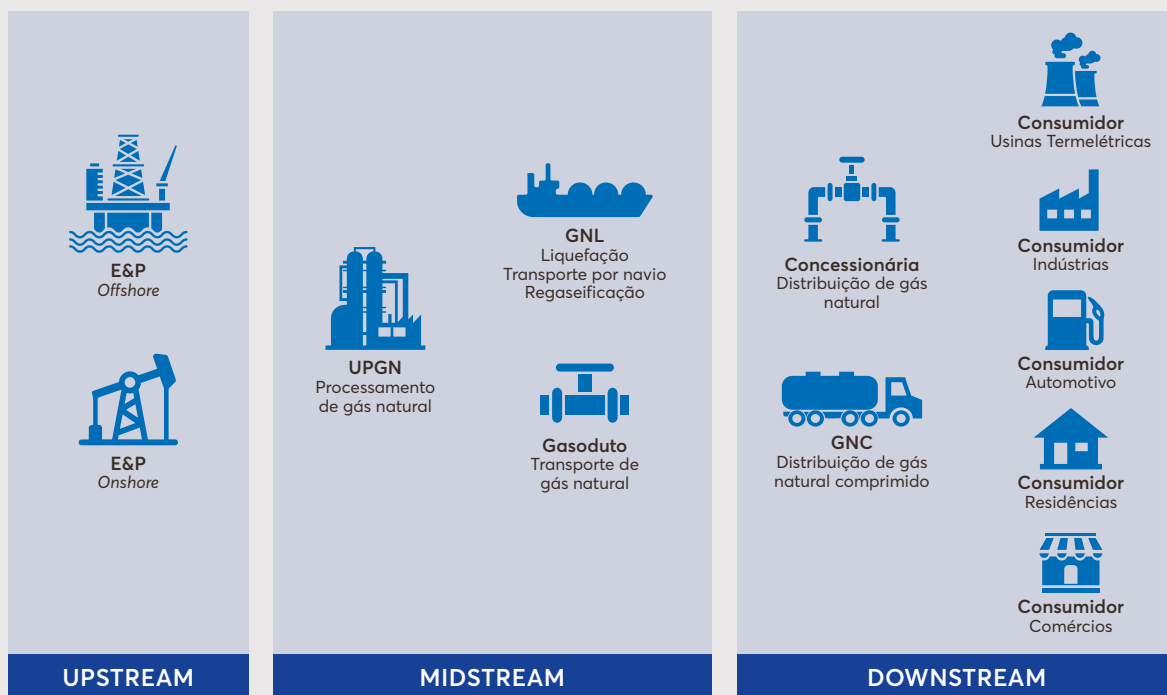 E&P
Offshore
E&P
Onshore
UPSTREAM
UPGN
Processamento
de gás natural
GNL
Liquefação
Transporte por navio
Regaseificação
Gasoduto
Transporte de
gás natural
MIDSTREAM
Concessionária
Distribuição de gás
natural
GNC
Distribuição de gás
natural comprimido
Consumidor
Usinas Termelétricas
Consumidor
Indústrias
Consumidor
Automotivo
Consumidor
Residências
Consumidor
Comércios
DOWNSTREAM